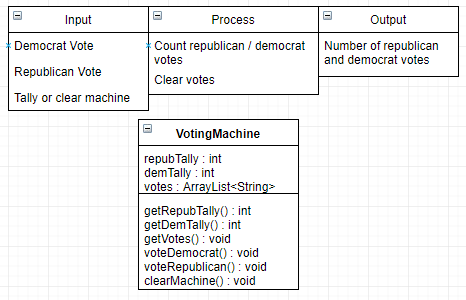 Input
Process
Output
Democrat Vote
Republican Vote
Tally or clear machine
Count republican / democrat
votes
Clear votes
Number of republican
and democrat votes
VotingMachine
repubTally : int
demTally : int
votes : ArrayList<String>
getRepubTally() : int
getDemTally() : int
getVotes() : void
voteDemocrat() : void
voteRepublican() : void
clearMachine() : void